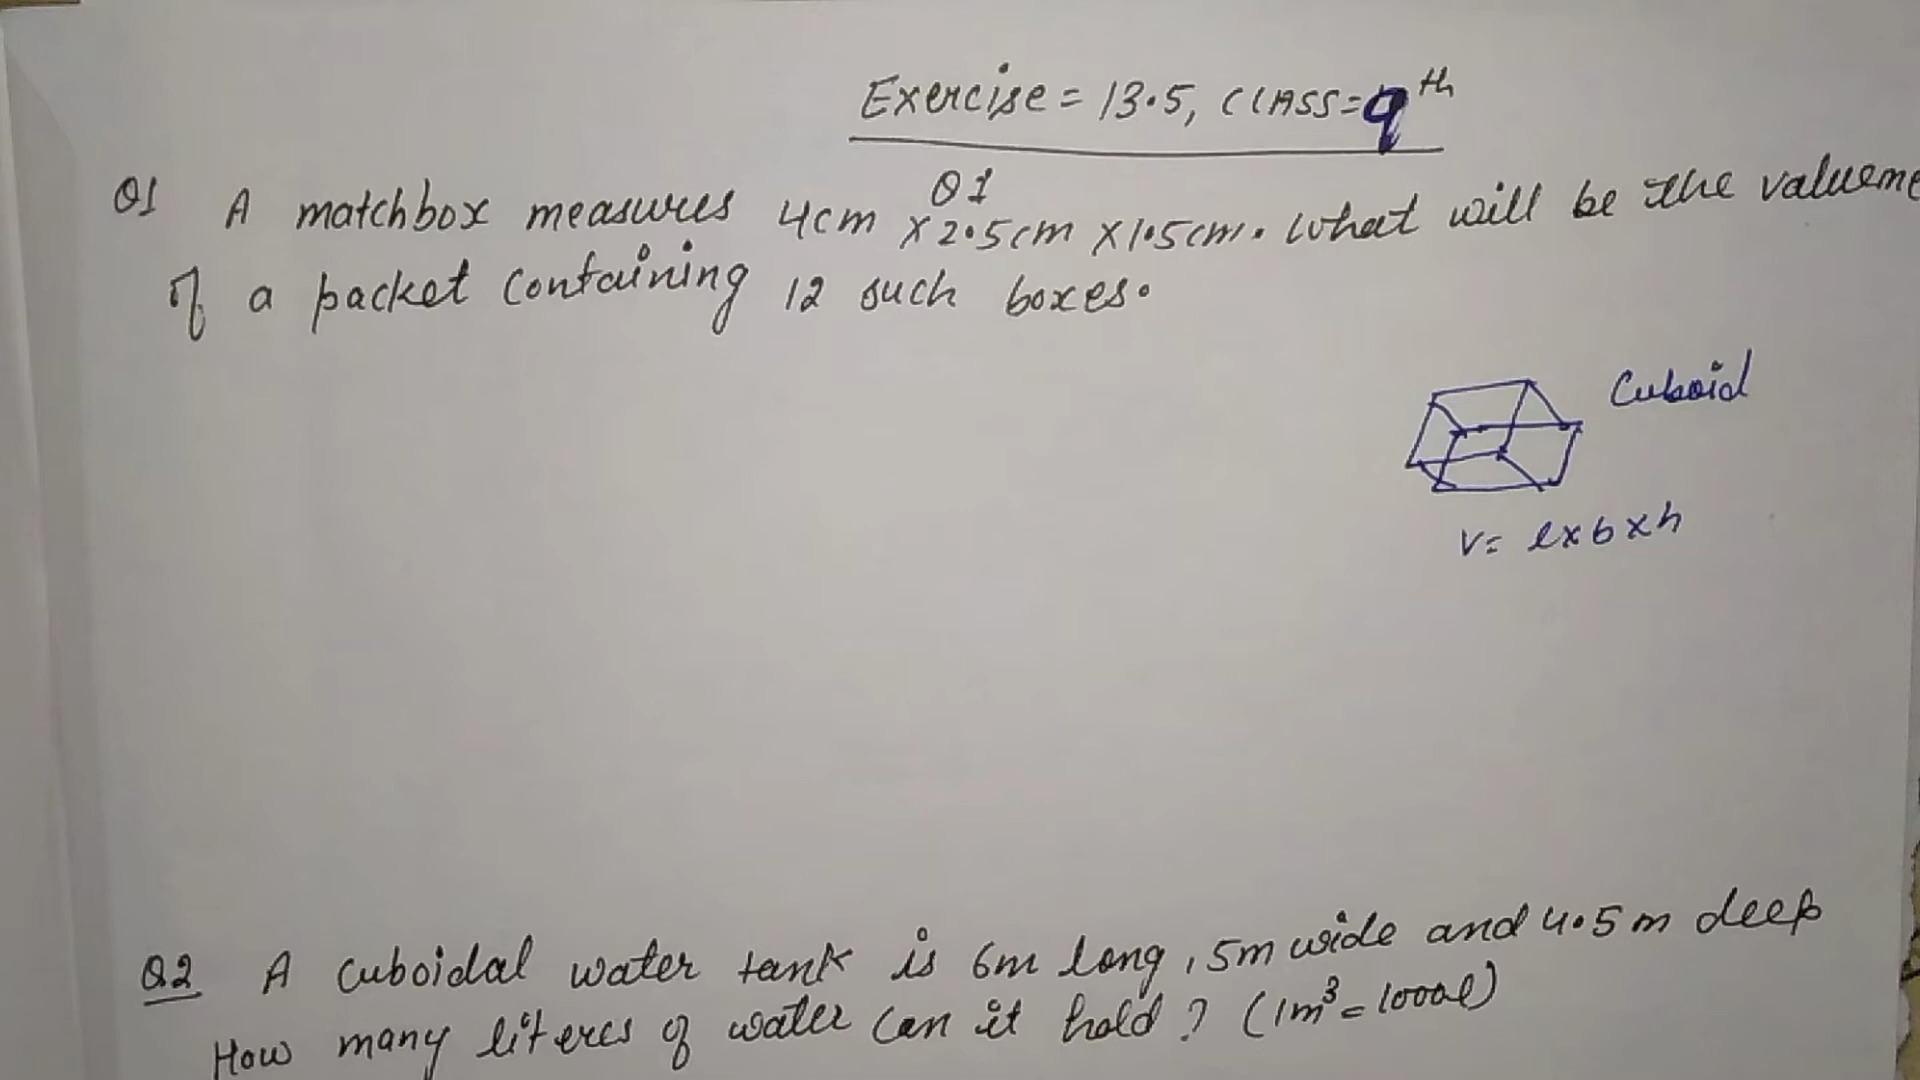 Exercise = 13.5, CLASS = 9th
Q1
Q1 A matchbox measures 4cm x 2.5cm x 1.5cm. What will be the valueme
of a packet containing 12 such boxes.
Cuboid
V= l x b x h
Q2 A cuboidal water tank is 6m long, 5m wide and 4.5m deep
How many literes of water can it hold? (1m³ = 1000l)